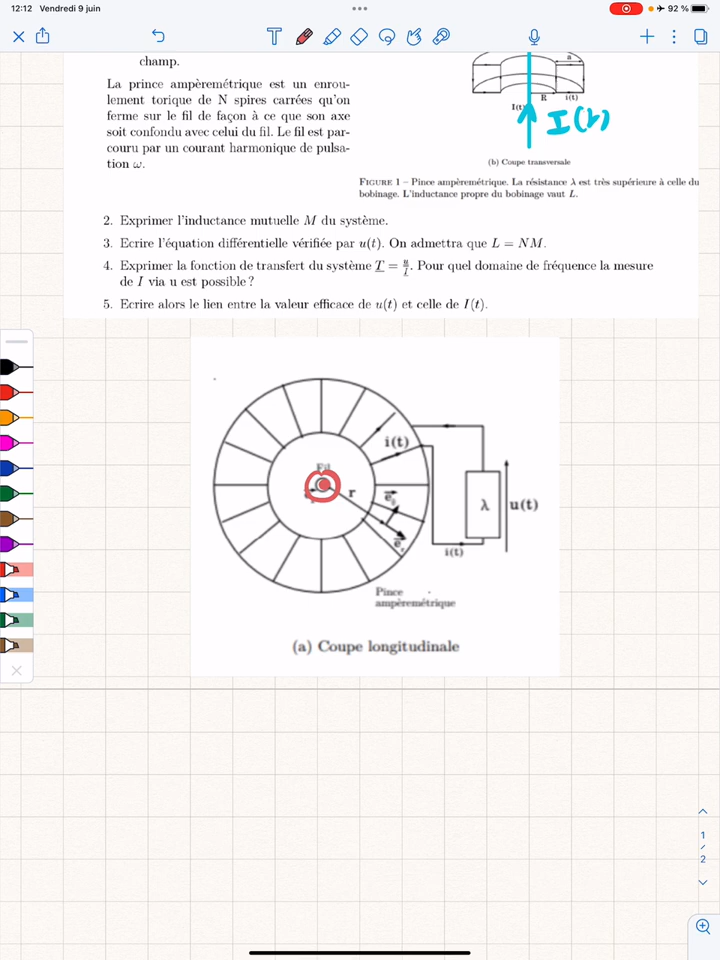 12:12 Vendredi 9 juin
92 %
champ.
La prince ampèremétrique est un enrou-
lement torique de N spires carrées qu'on
ferme sur le fil de façon à ce que son axe
soit confondu avec celui du fil. Le fil est par-
couru par un courant harmonique de pulsa-
tion ω.
a
R i(t)
I(t)
I(r)
(b) Coupe transversale
FIGURE 1 – Pince ampèremétrique. La résistance λ est très supérieure à celle du
bobinage. L'inductance propre du bobinage vaut L.
2. Exprimer l'inductance mutuelle M du système.
3. Ecrire l'équation différentielle vérifiée par u(t). On admettra que L = NM.
4. Exprimer la fonction de transfert du système T = u/I. Pour quel domaine de fréquence la mesure
de I via u est possible ?
5. Ecrire alors le lien entre la valeur efficace de u(t) et celle de I(t).
i(t)
Fil
r
λ
u(t)
i(t)
Pince
ampèremétrique
(a) Coupe longitudinale
1
/
2